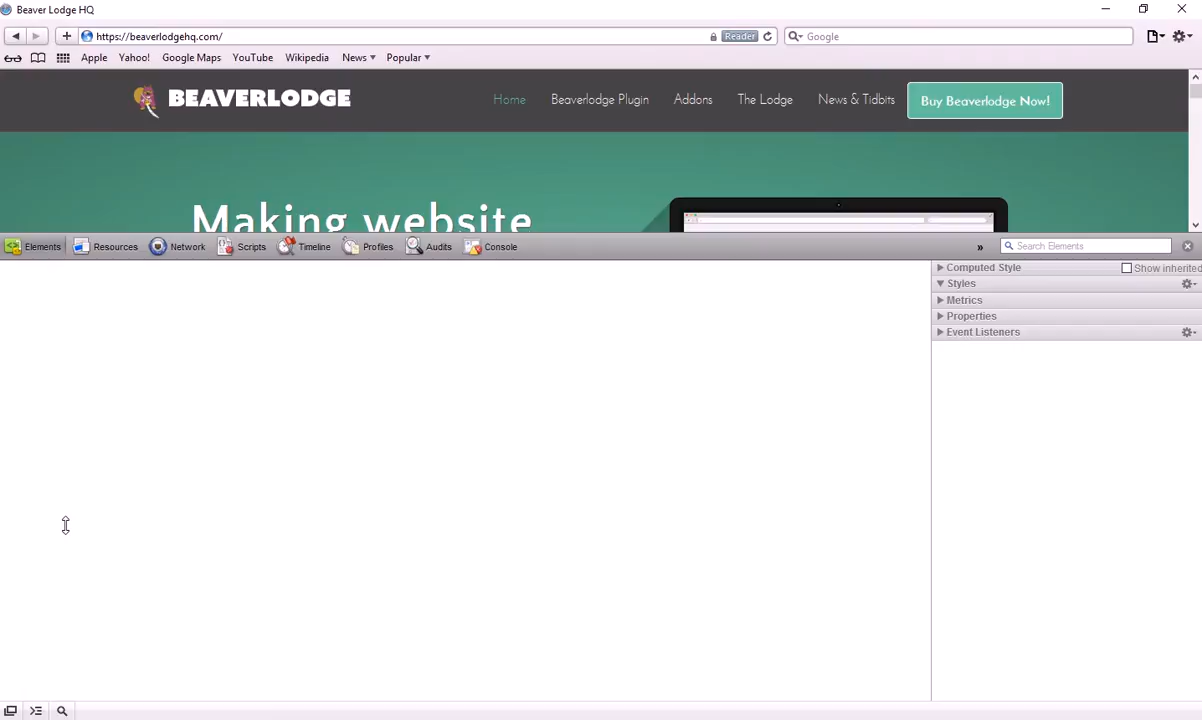 Beaver Lodge HQ
https://beaverlodgehq.com/ Reader Google
Apple Yahoo! Google Maps YouTube Wikipedia News Popular
BEAVERLODGE Home Beaverlodge Plugin Addons The Lodge News & Tidbits Buy Beaverlodge Now!
Making website
Elements Resources Network Scripts Timeline Profiles Audits Console » Search Elements
Computed Style Show inherited
Styles
Metrics
Properties
Event Listeners